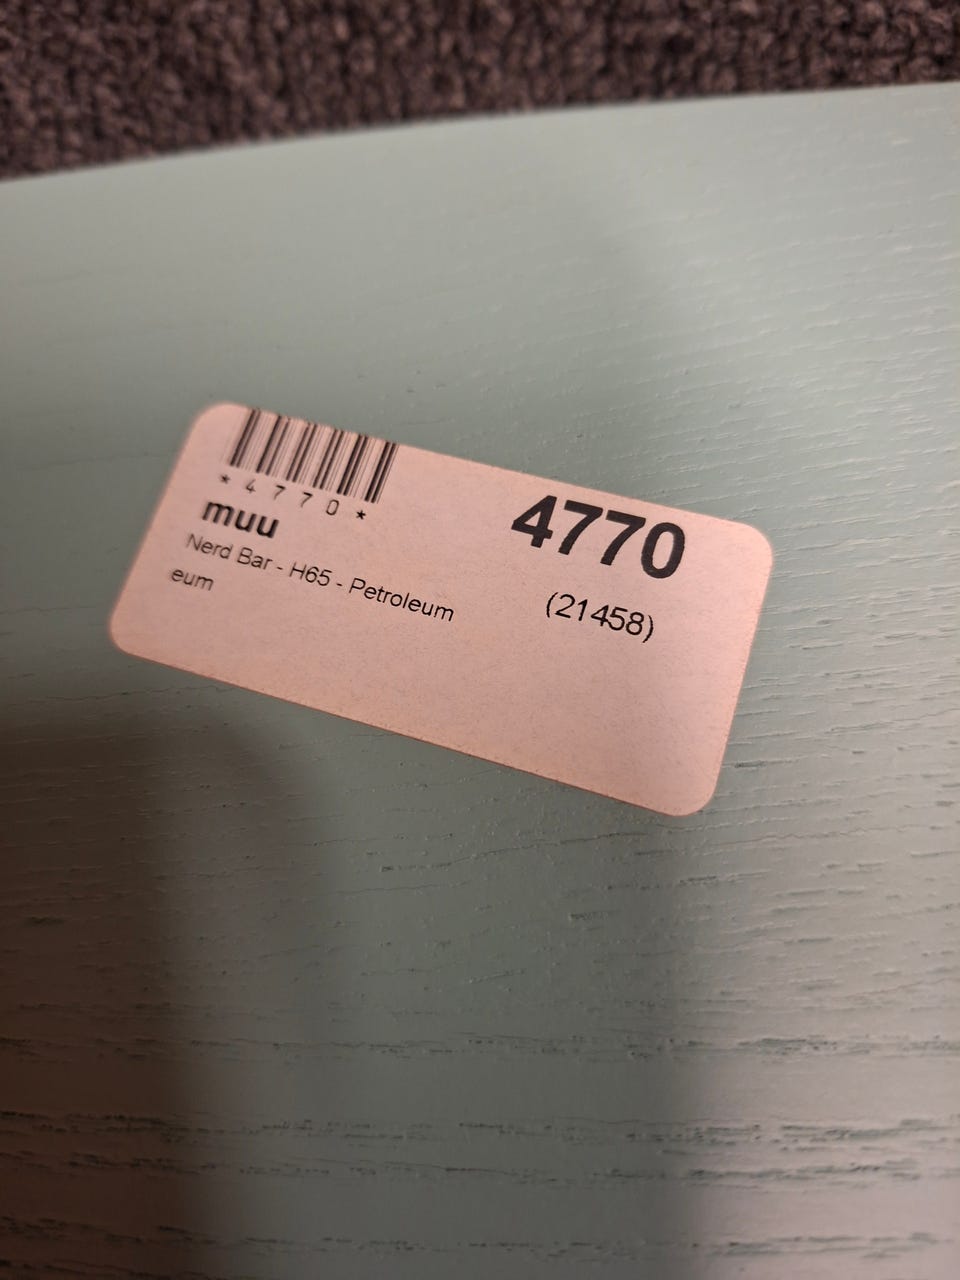 *4770*
4770
muu
Nerd Bar - H65 - Petroleum
(21458)
eum